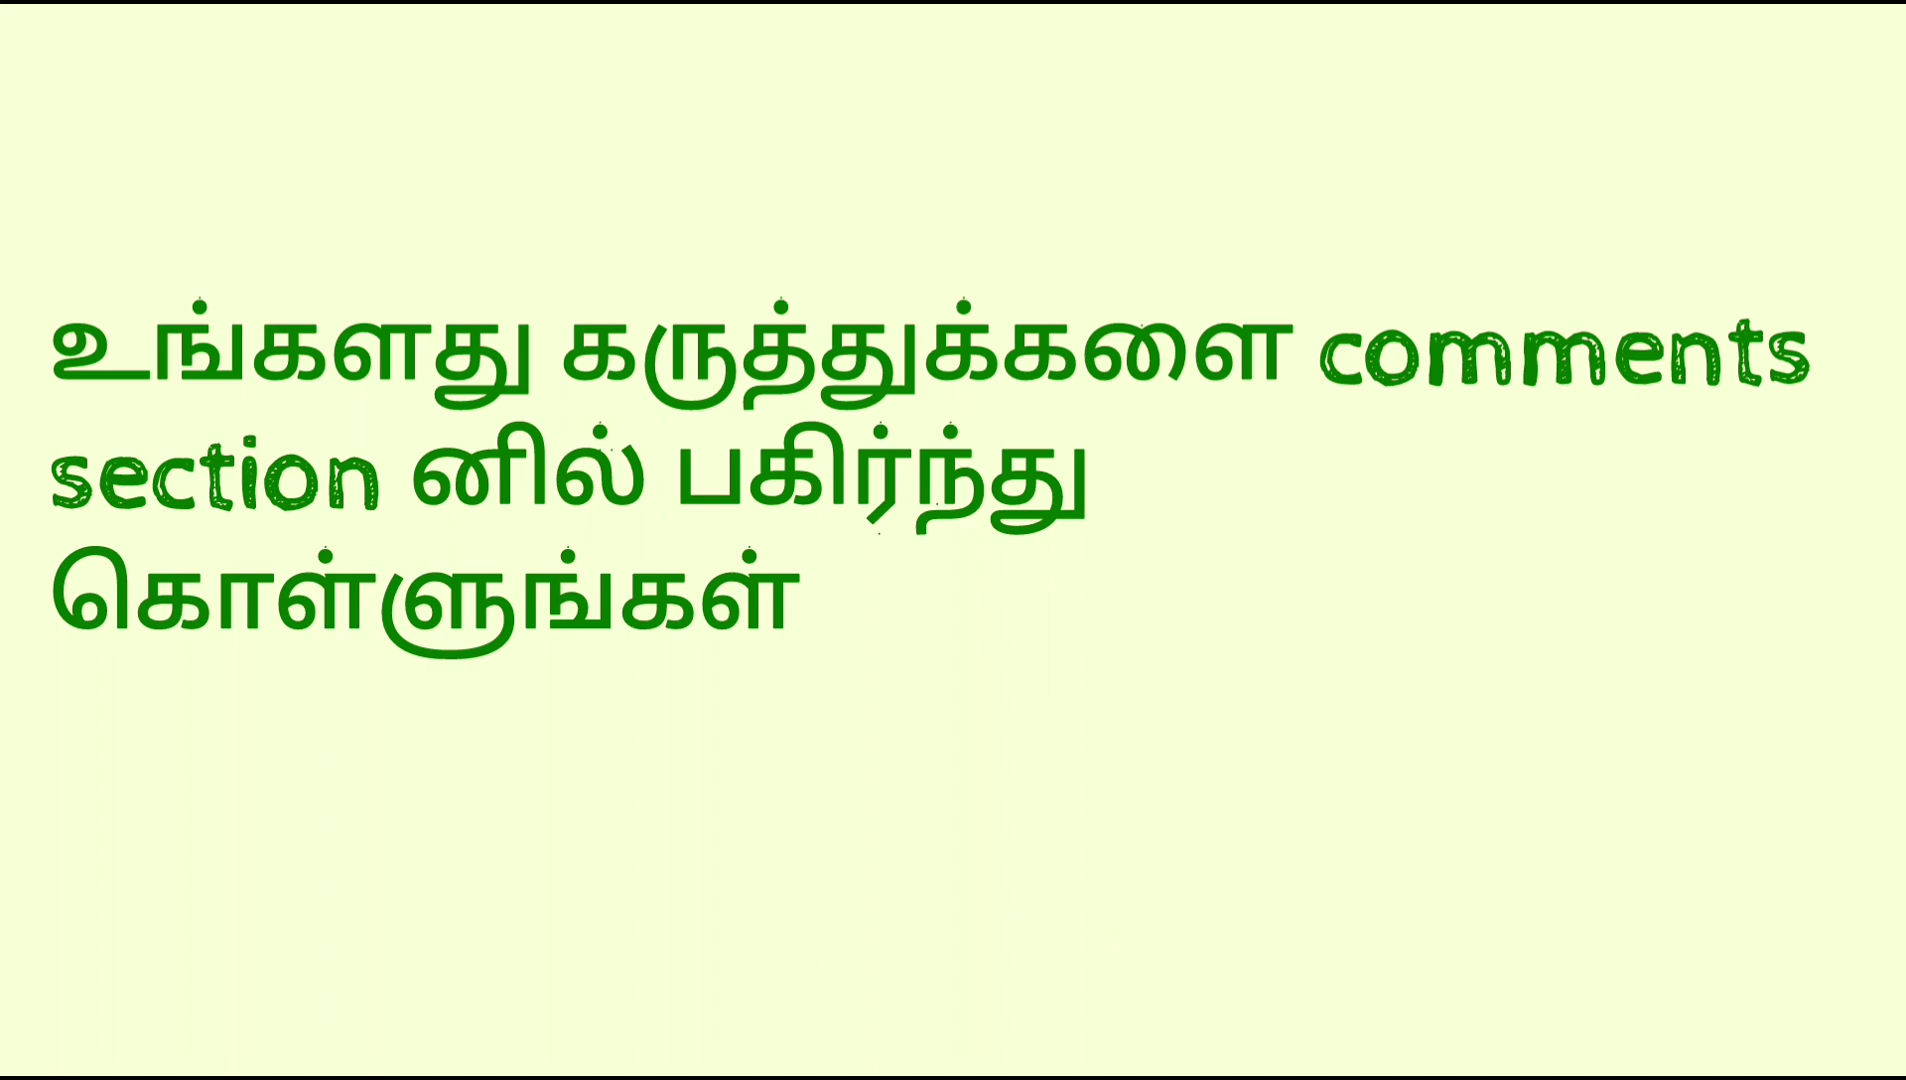 உங்களது கருத்துக்களை comments
section னில் பகிர்ந்து
கொள்ளுங்கள்